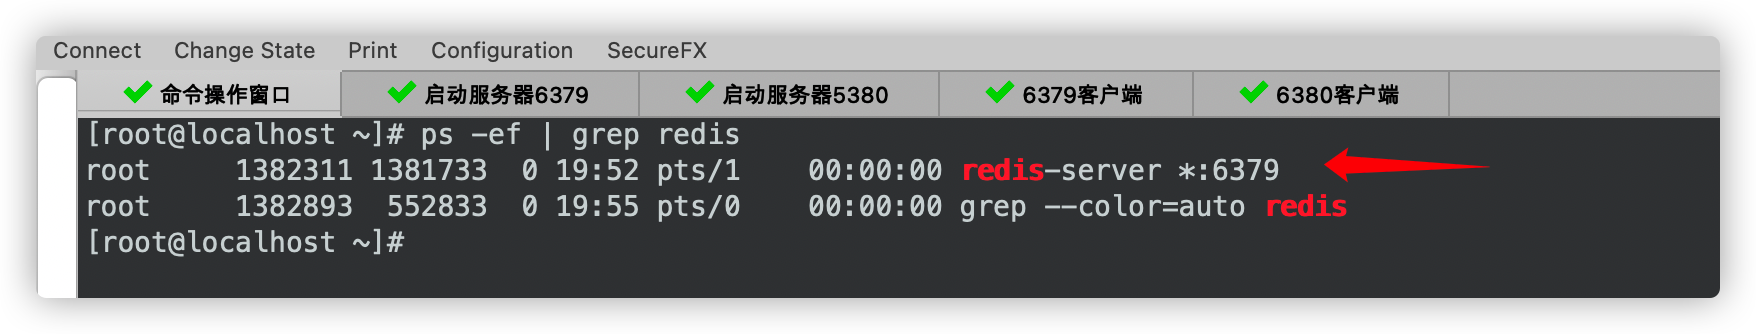 Connect Change State Print Configuration SecureFX
命令操作窗口 启动服务器6379 启动服务器5380 6379客户端 6380客户端
[root@localhost ~]# ps -ef | grep redis
root     1382311 1381733  0 19:52 pts/1    00:00:00 redis-server *:6379
root     1382893  552833  0 19:55 pts/0    00:00:00 grep --color=auto redis
[root@localhost ~]#